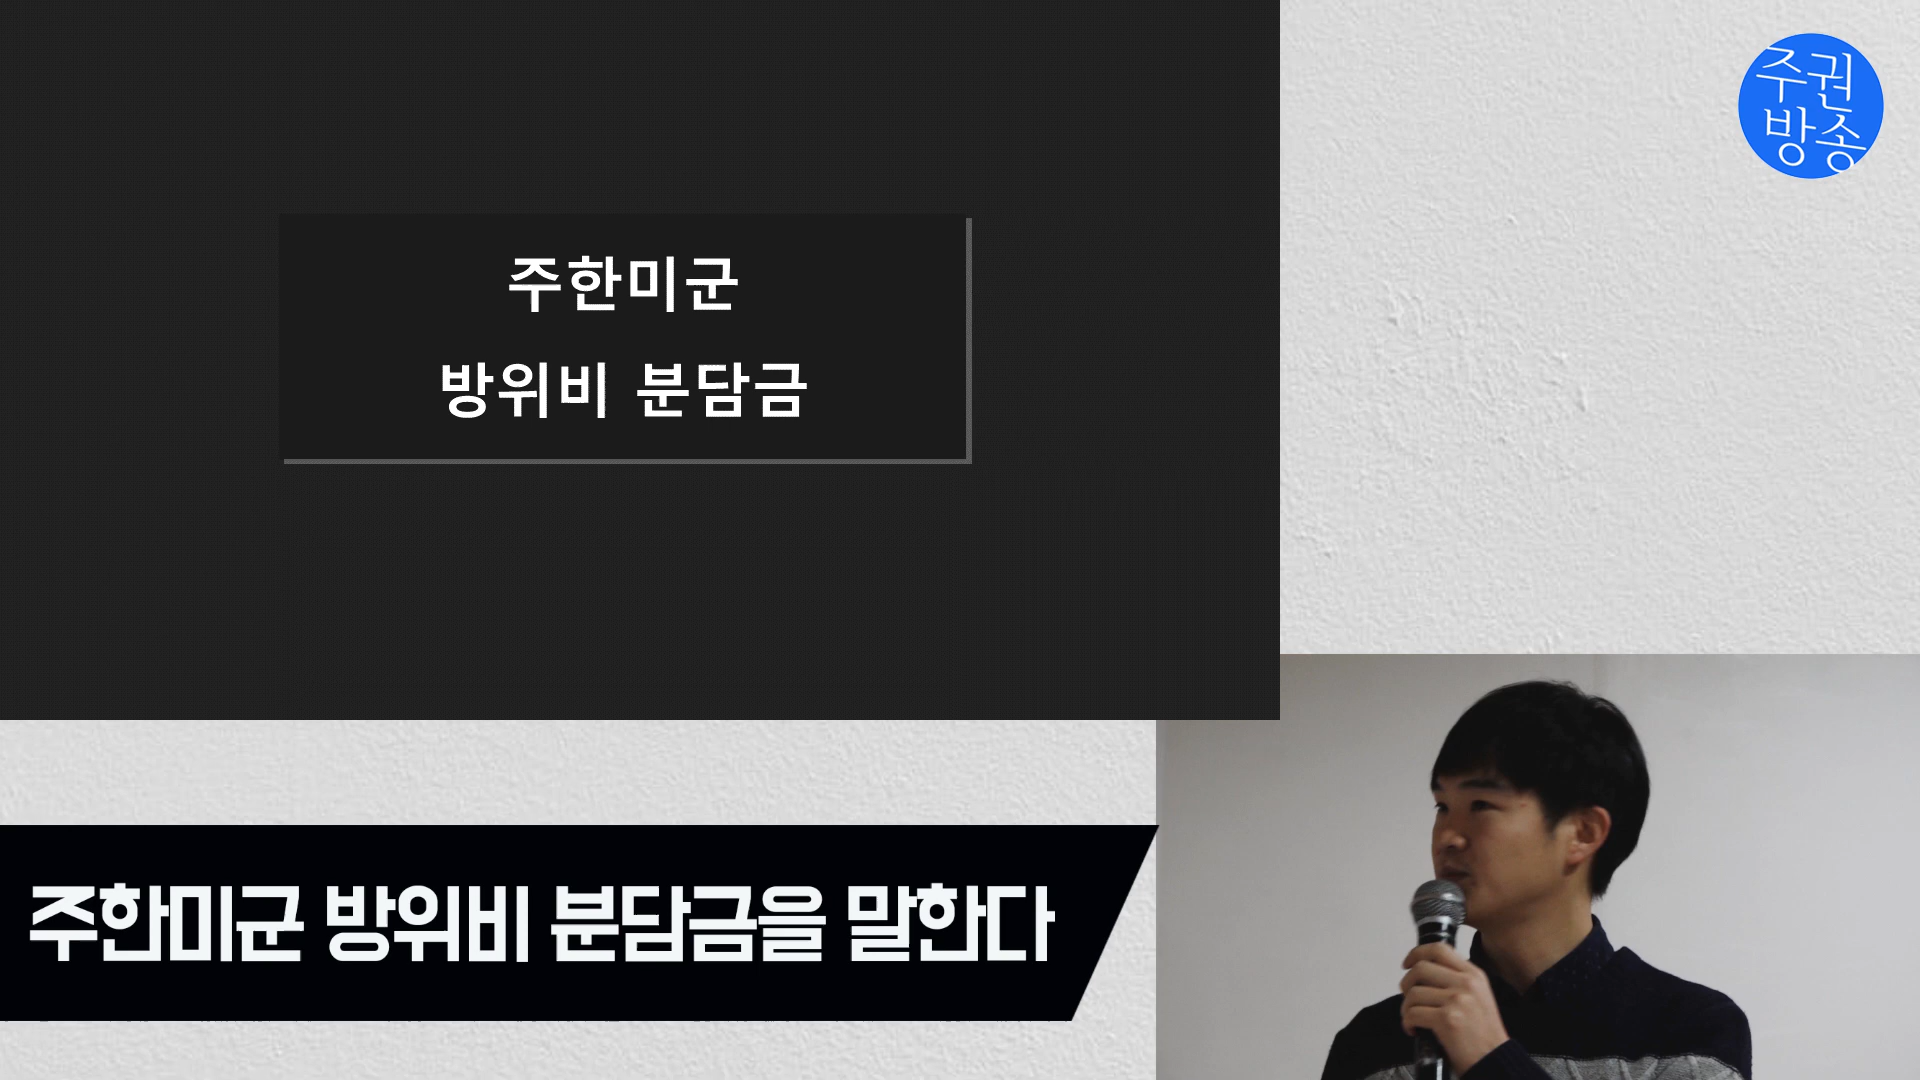 주권
방송
주한미군
방위비 분담금
주한미군 방위비 분담금을 말한다